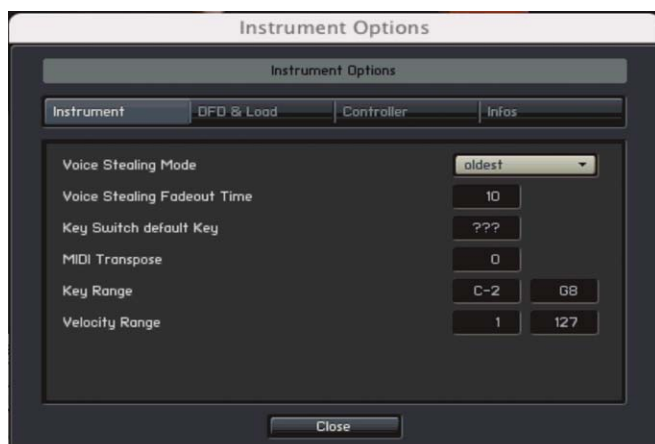 Instrument Options
Instrument Options
Instrument DFD & Load Controller Infos
Voice Stealing Mode oldest
Voice Stealing Fadeout Time 10
Key Switch default Key ???
MIDI Transpose 0
Key Range C-2 G8
Velocity Range 1 127
Close